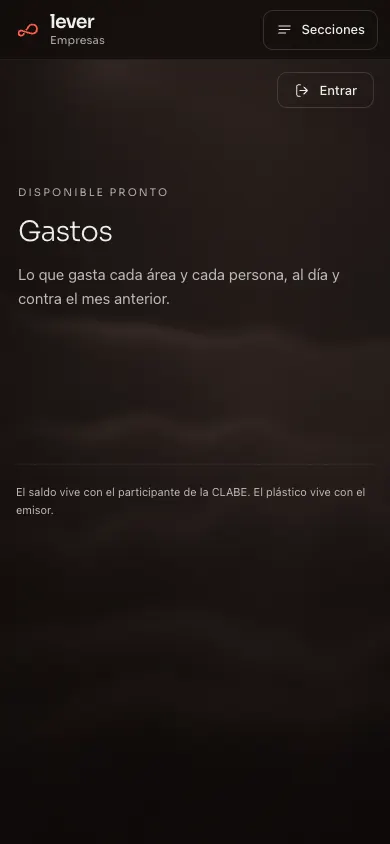 lever
Empresas
Secciones
Entrar
DISPONIBLE PRONTO
Gastos
Lo que gasta cada área y cada persona, al día y
contra el mes anterior.
El saldo vive con el participante de la CLABE. El plástico vive con el
emisor.